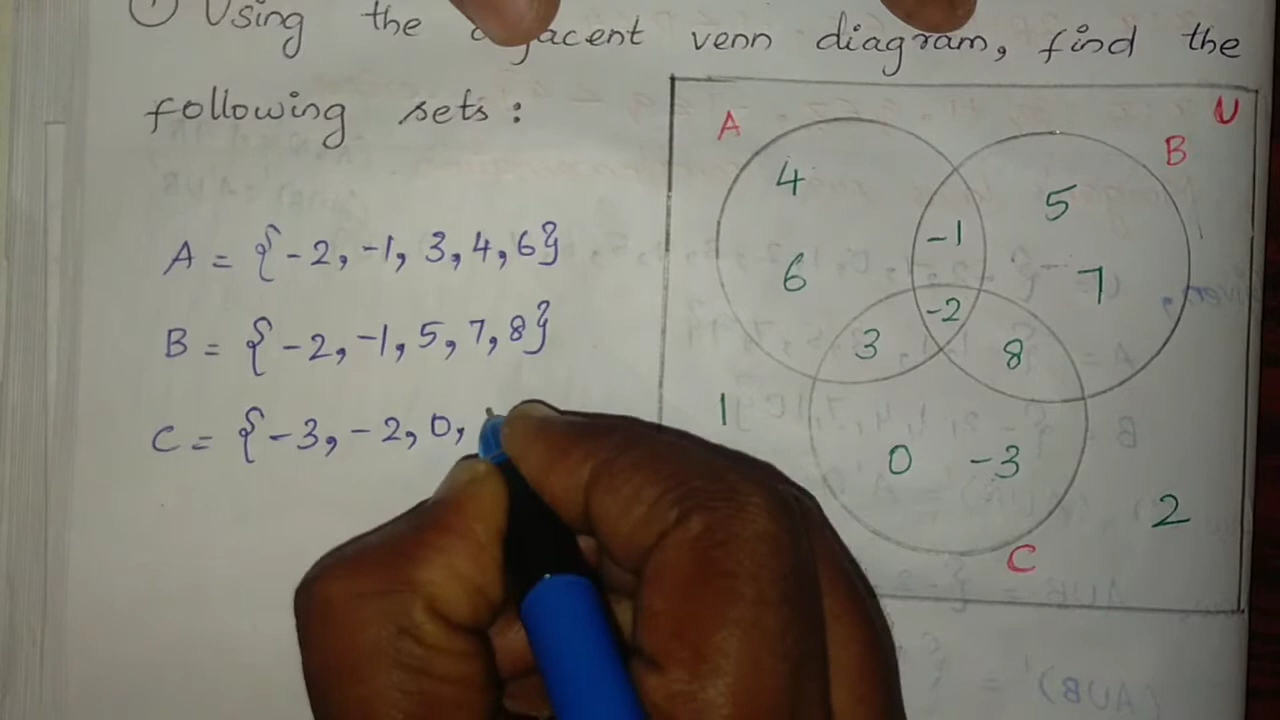 Using the adjacent venn diagram, find the
following sets :
A = {-2, -1, 3, 4, 6}
B = {-2, -1, 5, 7, 8}
C = {-3, -2, 0,
U
A
B
4
5
-1
6
7
-2
3
8
1
0 -3
2
C